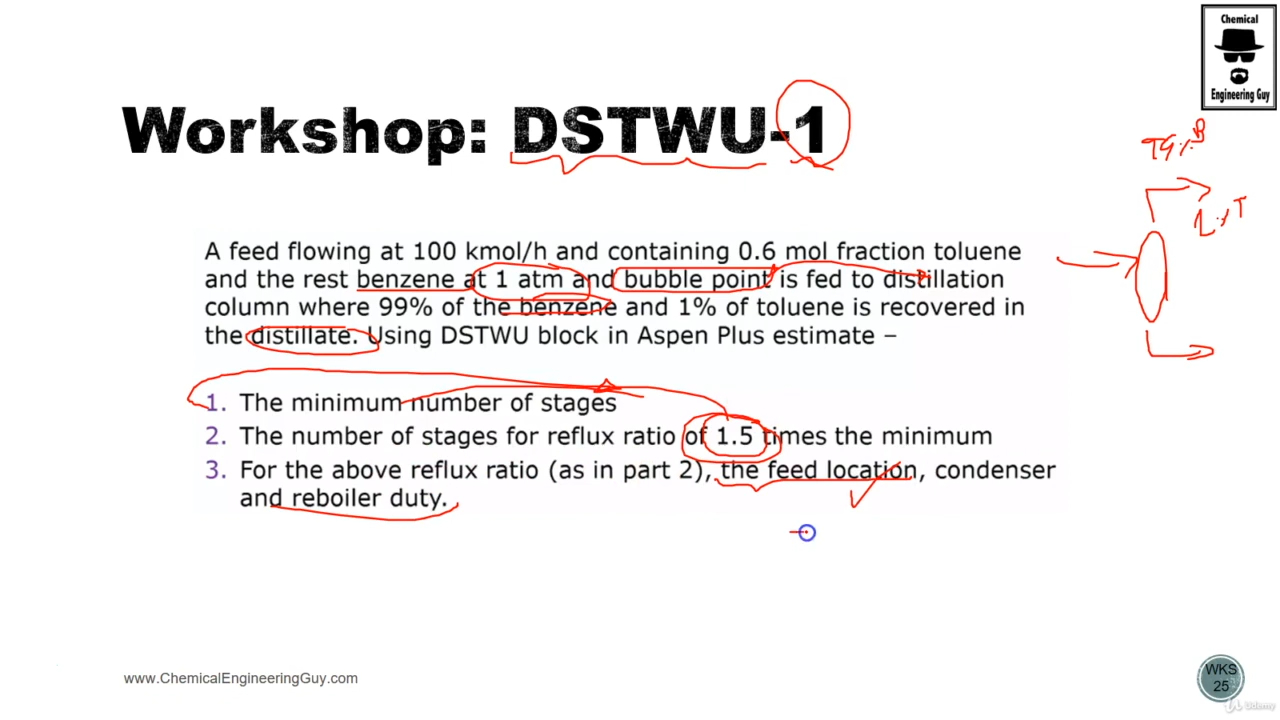 Chemical
Engineering Guy
Workshop: DSTWU-1
A feed flowing at 100 kmol/h and containing 0.6 mol fraction toluene
and the rest benzene at 1 atm and bubble point is fed to distillation
column where 99% of the benzene and 1% of toluene is recovered in
the distillate. Using DSTWU block in Aspen Plus estimate –
1. The minimum number of stages
2. The number of stages for reflux ratio of 1.5 times the minimum
3. For the above reflux ratio (as in part 2), the feed location, condenser
and reboiler duty.
www.ChemicalEngineeringGuy.com
WKS
25
Udemy